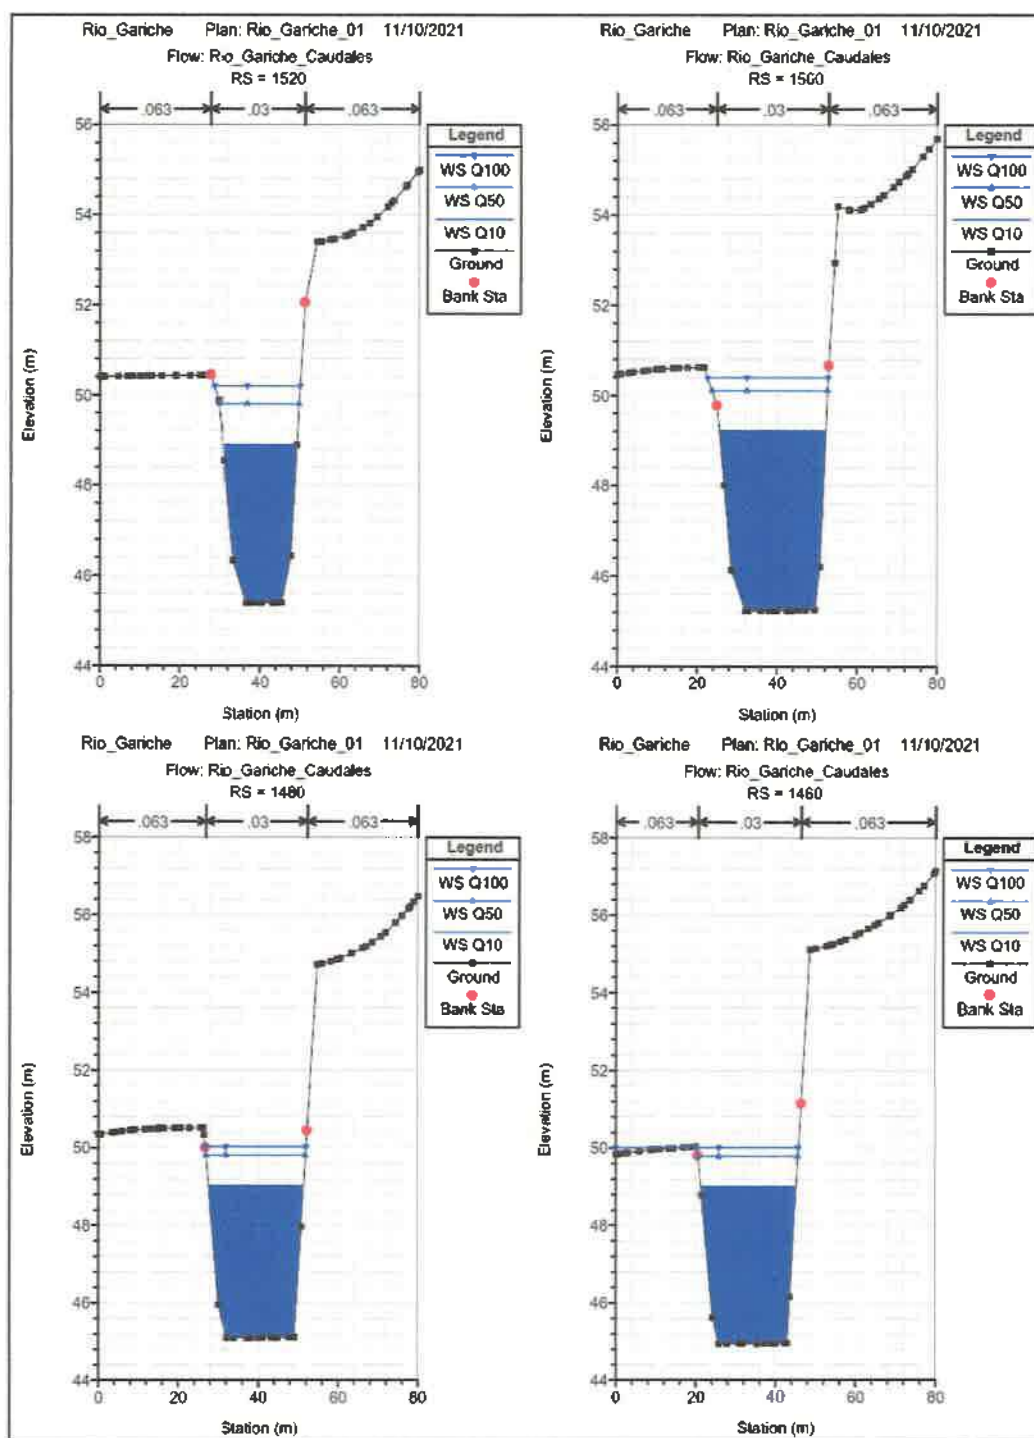 Rio_Gariche Plan: Rio_Gariche_01 11/10/2021
Flow: Rio_Gariche_Caudales
RS = 1520
.063 .03 .063
Legend
WS Q100
WS Q50
WS Q10
Ground
Bank Sta
Elevation (m)
56
54
52
50
48
46
44
0 20 40 60 80
Station (m)
Rio_Gariche Plan: Rio_Gariche_01 11/10/2021
Flow: Rio_Gariche_Caudales
RS = 1500
.063 .03 .063
Legend
WS Q100
WS Q50
WS Q10
Ground
Bank Sta
Elevation (m)
56
54
52
50
48
46
44
0 20 40 60 80
Station (m)
Rio_Gariche Plan: Rio_Gariche_01 11/10/2021
Flow: Rio_Gariche_Caudales
RS = 1480
.063 .03 .063
Legend
WS Q100
WS Q50
WS Q10
Ground
Bank Sta
Elevation (m)
58
56
54
52
50
48
46
44
0 20 40 60 80
Station (m)
Rio_Gariche Plan: Rio_Gariche_01 11/10/2021
Flow: Rio_Gariche_Caudales
RS = 1460
.063 .03 .063
Legend
WS Q100
WS Q50
WS Q10
Ground
Bank Sta
Elevation (m)
58
56
54
52
50
48
46
44
0 20 40 60 80
Station (m)